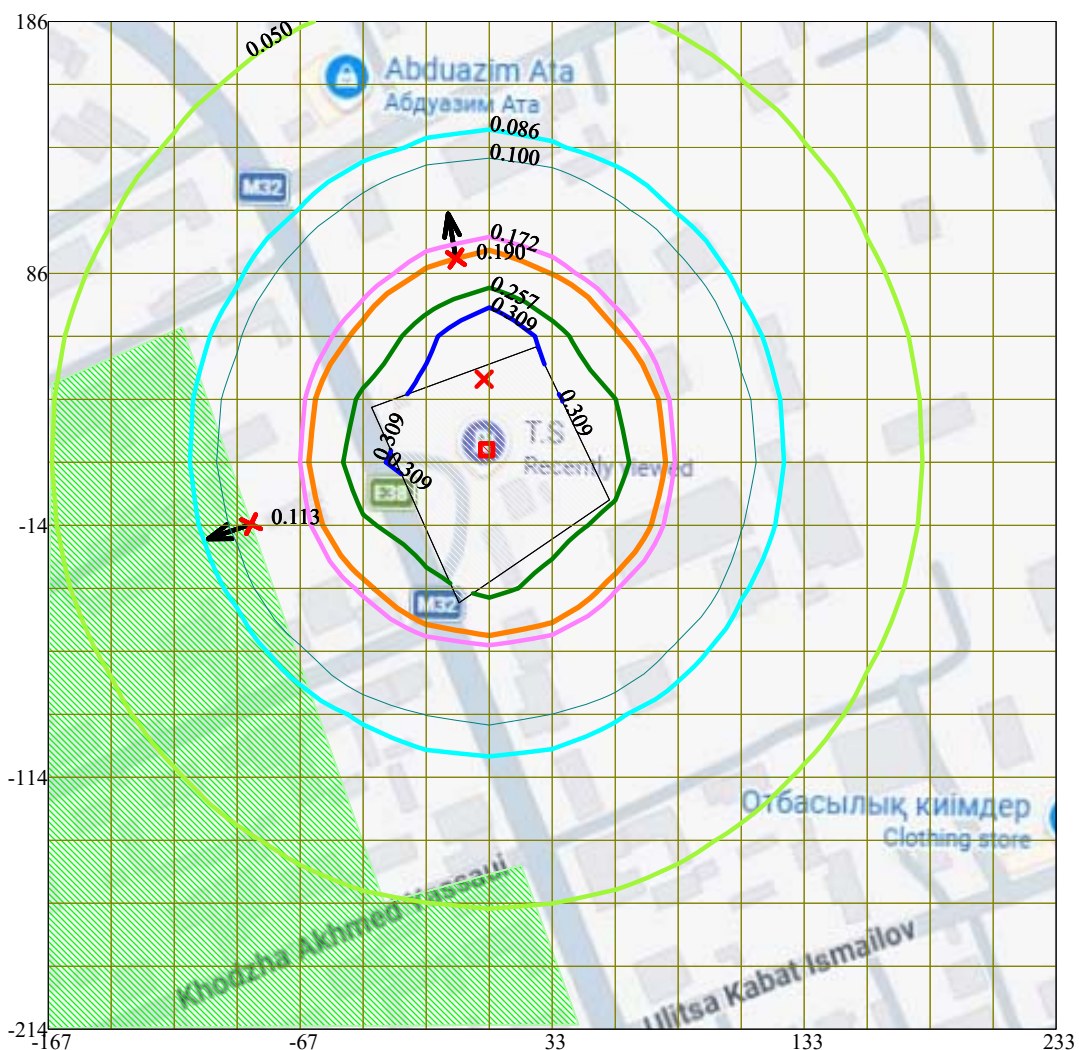 186
0.050
Abduazim Ata
Абдуазим Ата
0.086
0.100
M32
0.172
0.190
86
0.257
0.309
0.309
0.309
T.S
Recently viewed
0.309
0.113
-14
M32
-114
Отбасылық киімдер
Clothing store
Khodzha Akhmed Yassaui
Ulitsa Kabat Ismailov
-214
-167
-67
33
133
233